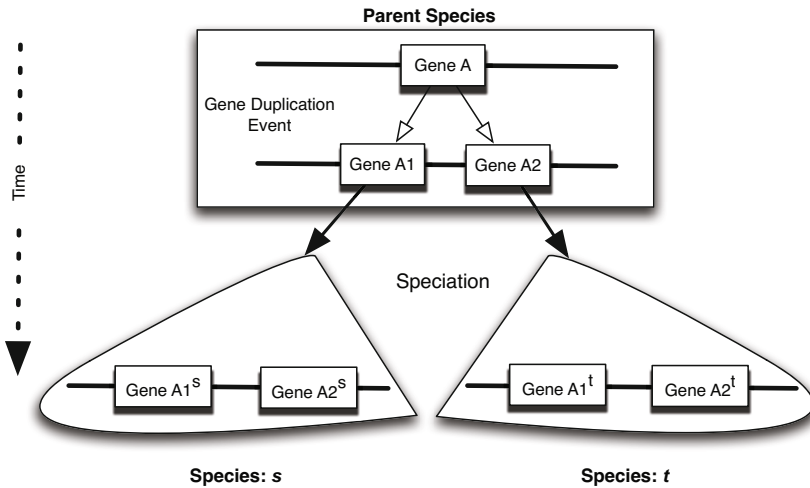 Parent Species
Gene A
Gene Duplication
Event
Gene A1
Gene A2
Time
Speciation
Gene A1ˢ
Gene A2ˢ
Gene A1ᵗ
Gene A2ᵗ
Species: s
Species: t